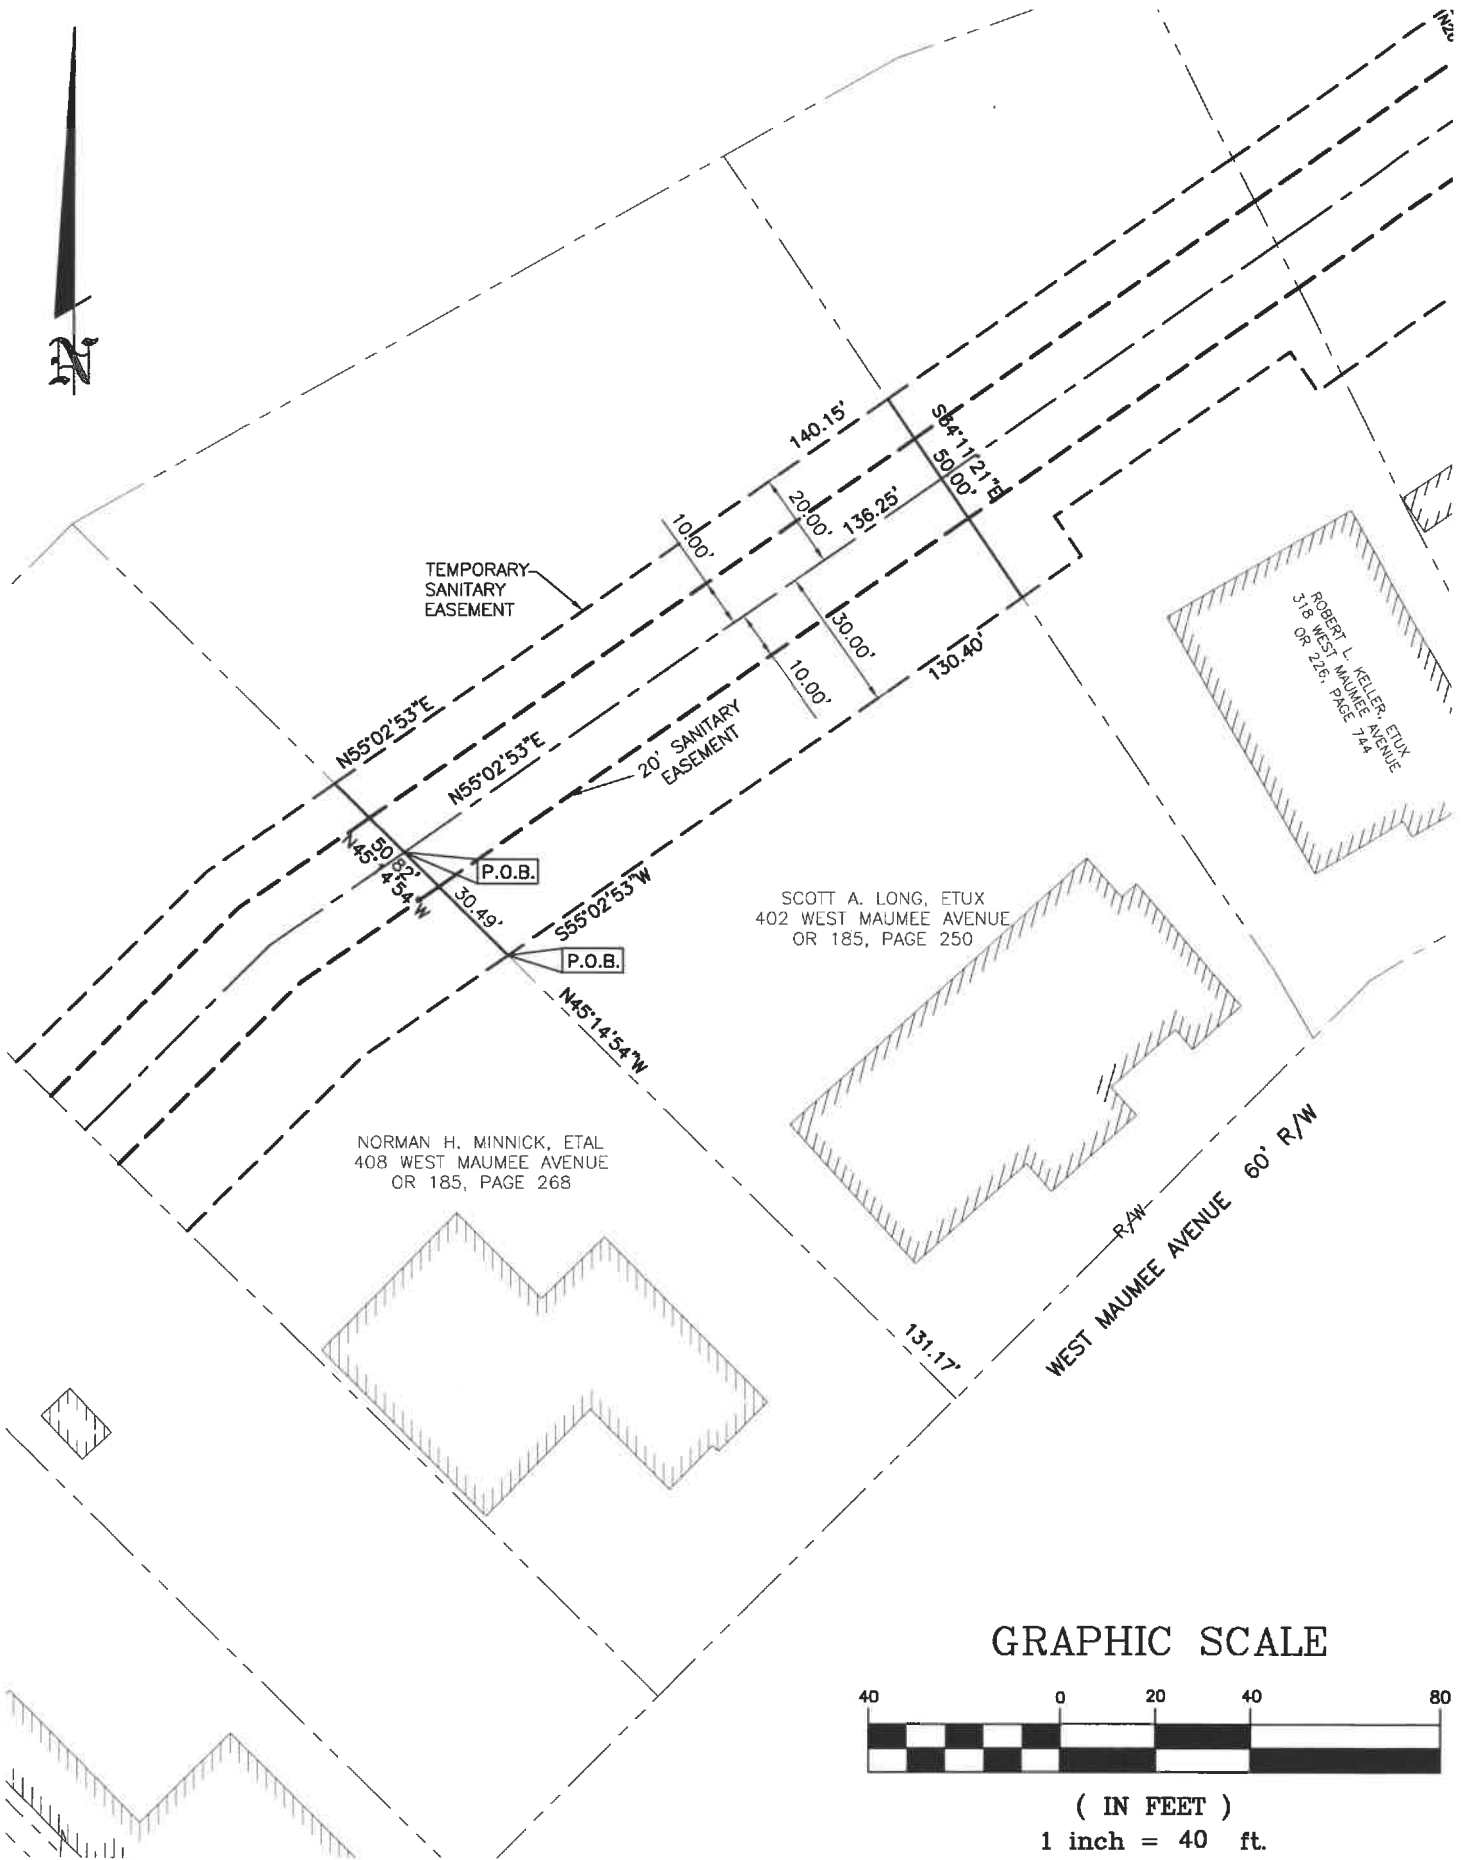 N
140.15'
S34°11'21"E
50.00'
20.00'
136.25'
10.00'
TEMPORARY
SANITARY
EASEMENT
30.00'
130.40'
10.00'
ROBERT L. KELLER, ETUX
318 WEST MAUMEE AVENUE
OR 226, PAGE 744
N55°02'53"E
N55°02'53"E
20' SANITARY
EASEMENT
50.82'
P.O.B.
30.49'
S55°02'53"W
P.O.B.
SCOTT A. LONG, ETUX
402 WEST MAUMEE AVENUE
OR 185, PAGE 250
N45°14'54"W
NORMAN H. MINNICK, ETAL
408 WEST MAUMEE AVENUE
OR 185, PAGE 268
R/W
WEST MAUMEE AVENUE 60' R/W
131.17'
GRAPHIC SCALE
40 0 20 40 80
( IN FEET )
1 inch = 40 ft.